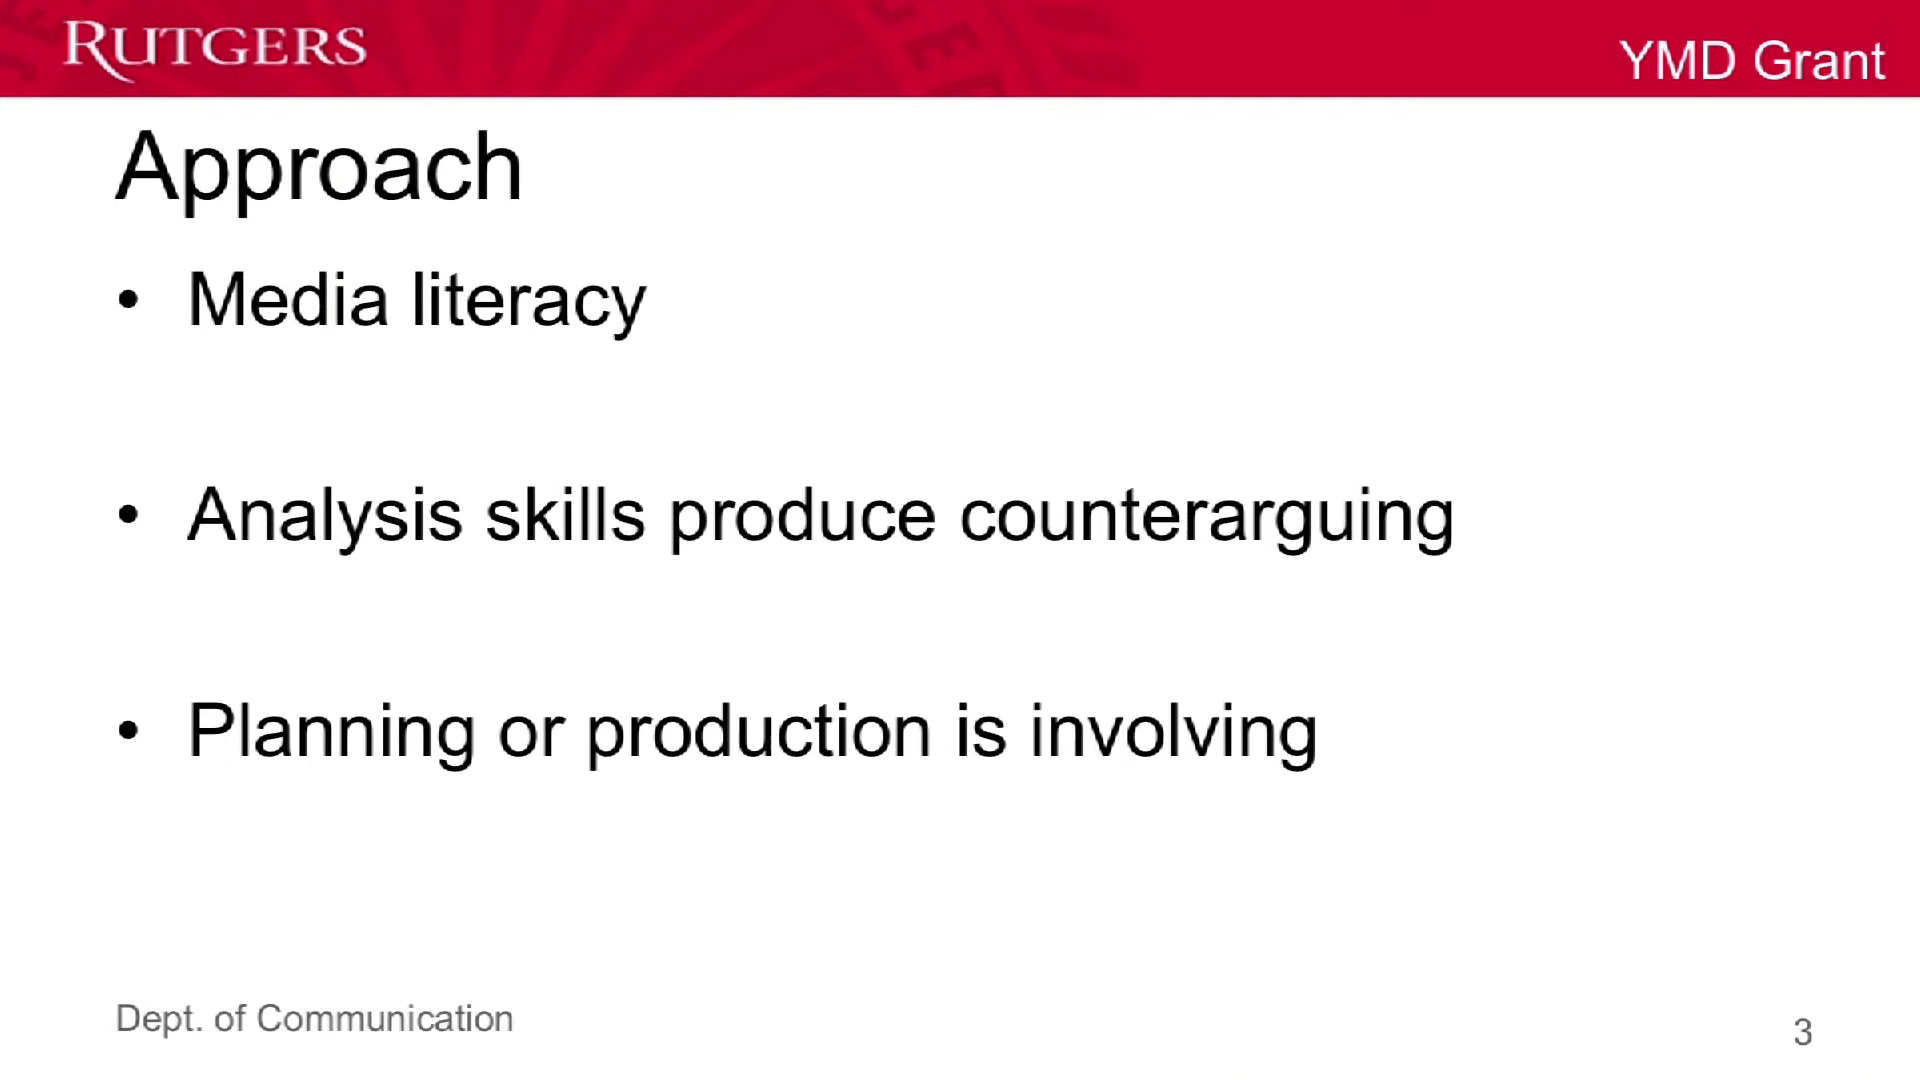 RUTGERS
YMD Grant
Approach
• Media literacy
• Analysis skills produce counterarguing
• Planning or production is involving
Dept. of Communication
3